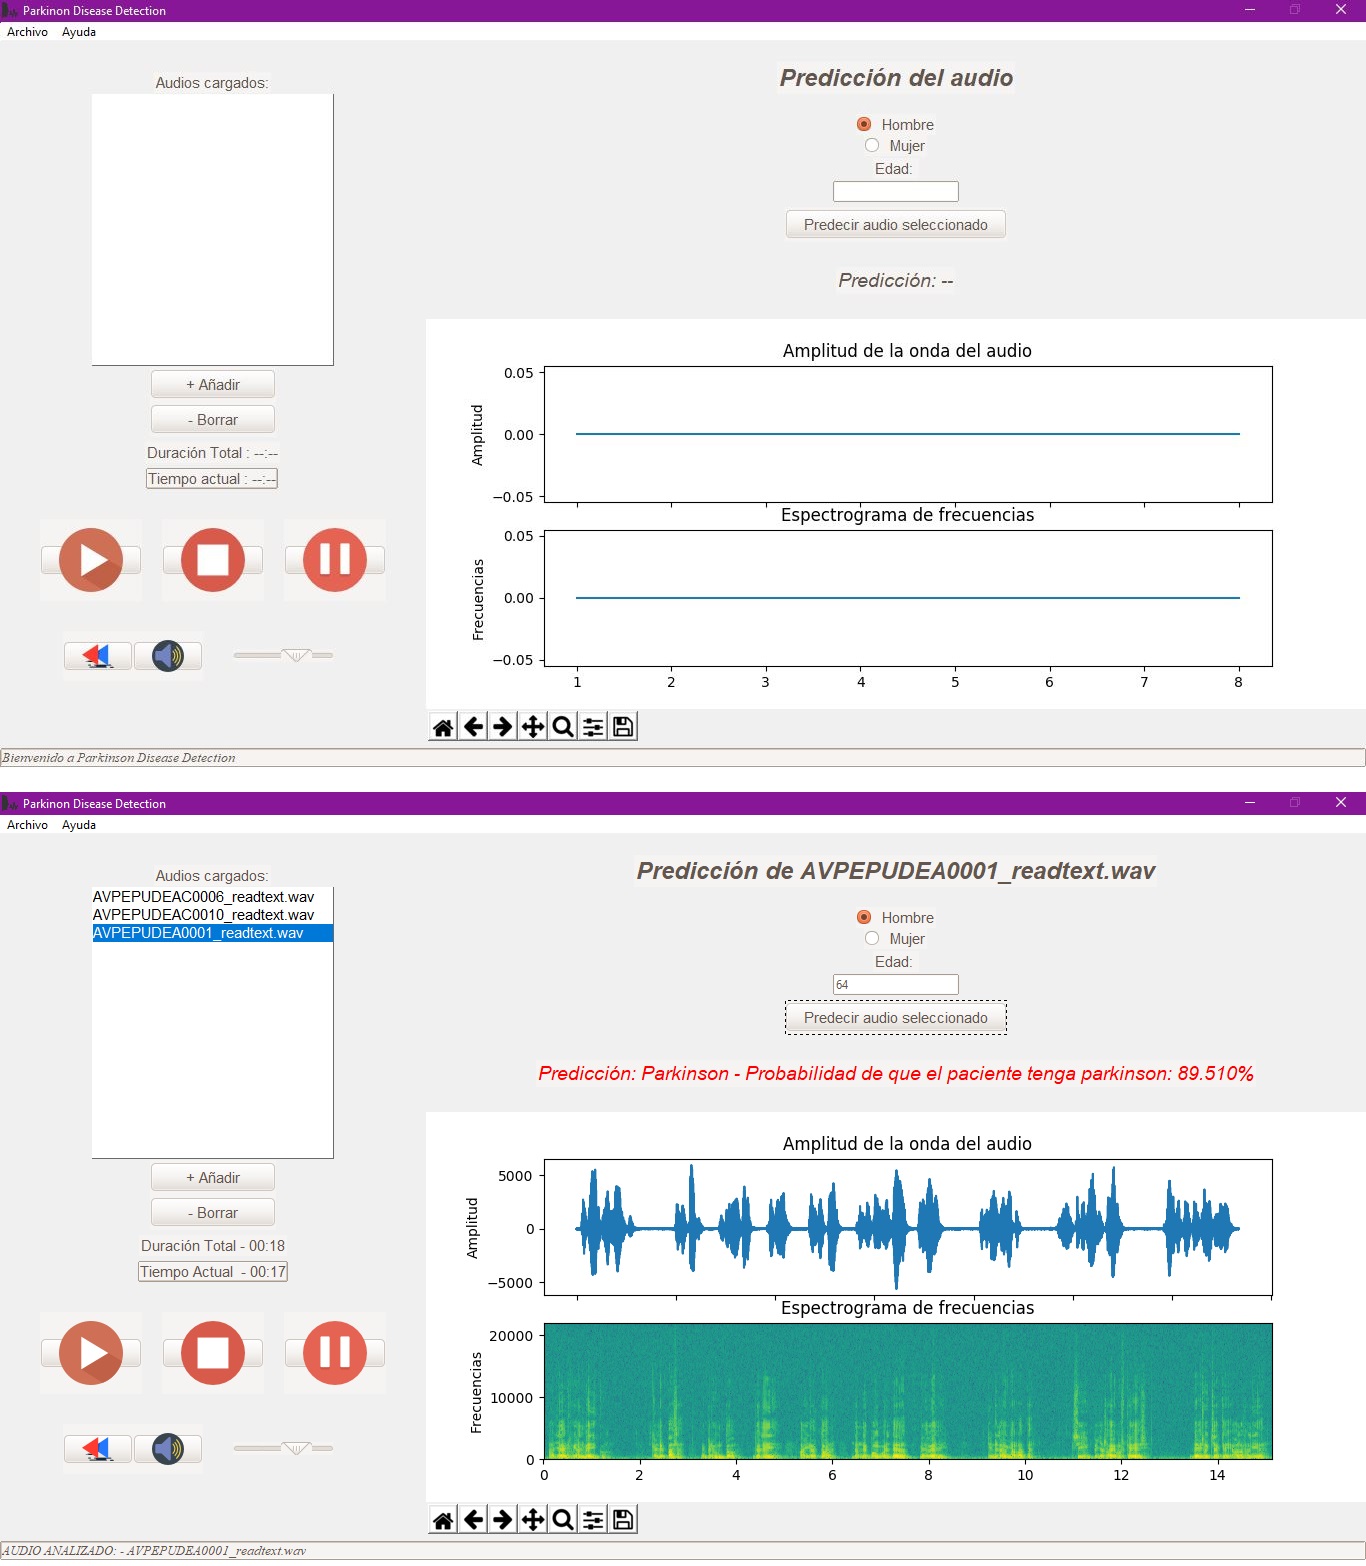 Parkinon Disease Detection
Archivo Ayuda
Audios cargados:
+ Añadir
- Borrar
Duración Total : --:--
Tiempo actual : --:--
Predicción del audio
Hombre
Mujer
Edad:
Predecir audio seleccionado
Predicción: --
Amplitud de la onda del audio
Amplitud
0.05
0.00
−0.05
Espectrograma de frecuencias
Frecuencias
0.05
0.00
−0.05
1 2 3 4 5 6 7 8
Bienvenido a Parkinson Disease Detection
Parkinon Disease Detection
Archivo Ayuda
Audios cargados:
AVPEPUDEAC0006_readtext.wav
AVPEPUDEAC0010_readtext.wav
AVPEPUDEA0001_readtext.wav
+ Añadir
- Borrar
Duración Total - 00:18
Tiempo Actual - 00:17
Predicción de AVPEPUDEA0001_readtext.wav
Hombre
Mujer
Edad:
64
Predecir audio seleccionado
Predicción: Parkinson - Probabilidad de que el paciente tenga parkinson: 89.510%
Amplitud de la onda del audio
Amplitud
5000
0
−5000
Espectrograma de frecuencias
Frecuencias
20000
10000
0
0 2 4 6 8 10 12 14
AUDIO ANALIZADO: - AVPEPUDEA0001_readtext.wav